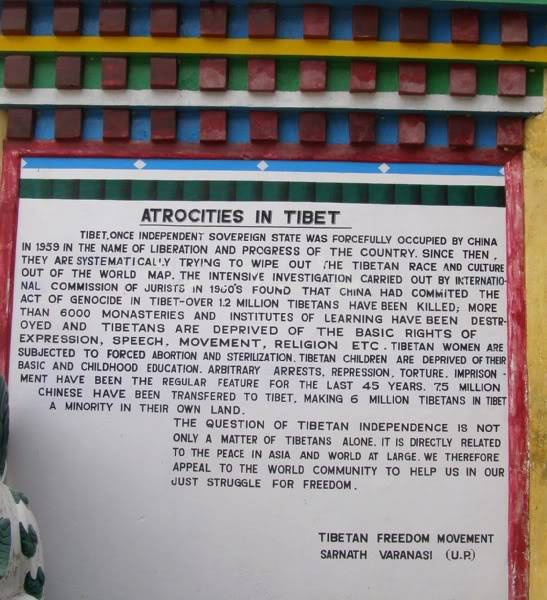 ATROCITIES IN TIBET
TIBET, ONCE INDEPENDENT SOVEREIGN STATE WAS FORCEFULLY OCCUPIED BY CHINA
IN 1959 IN THE NAME OF LIBERATION AND PROGRESS OF THE COUNTRY. SINCE THEN,
THEY ARE SYSTEMATICALLY TRYING TO WIPE OUT THE TIBETAN RACE AND CULTURE
OUT OF THE WORLD MAP. THE INTENSIVE INVESTIGATION CARRIED OUT BY INTERNATIO-
NAL COMMISSION OF JURISTS IN 1960'S FOUND THAT CHINA HAD COMMITED THE
ACT OF GENOCIDE IN TIBET-OVER 1.2 MILLION TIBETANS HAVE BEEN KILLED; MORE
THAN 6000 MONASTERIES AND INSTITUTES OF LEARNING HAVE BEEN DESTR-
OYED AND TIBETANS ARE DEPRIVED OF THE BASIC RIGHTS OF
EXPRESSION, SPEECH. MOVEMENT, RELIGION ETC. TIBETAN WOMEN ARE
SUBJECTED TO FORCED ABORTION AND STERILIZATION. TIBETAN CHILDREN ARE DEPRIVED OF THEIR
BASIC AND CHILDHOOD EDUCATION. ARBITRARY ARRESTS, REPRESSION, TORTURE, IMPRISON-
MENT HAVE BEEN THE REGULAR FEATURE FOR THE LAST 45 YEARS. 7.5 MILLION
CHINESE HAVE BEEN TRANSFERED TO TIBET, MAKING 6 MILLION TIBETANS IN TIBET
A MINORITY IN THEIR OWN LAND.
THE QUESTION OF TIBETAN INDEPENDENCE IS NOT
ONLY A MATTER OF TIBETANS ALONE. IT IS DIRECTLY RELATED
TO THE PEACE IN ASIA AND WORLD AT LARGE. WE THEREFORE
APPEAL TO THE WORLD COMMUNITY TO HELP US IN OUR
JUST STRUGGLE FOR FREEDOM.
TIBETAN FREEDOM MOVEMENT
SARNATH VARANASI (U.P.)